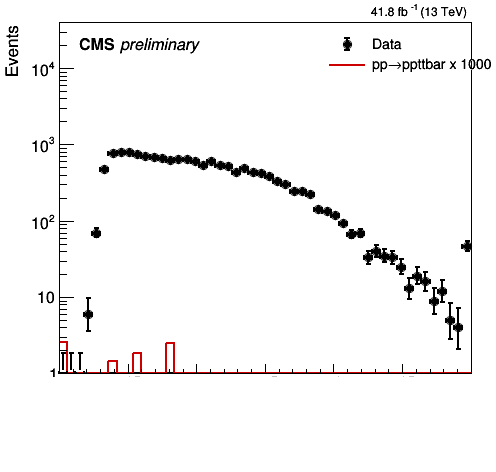 41.8 fb⁻¹ (13 TeV)
Events
CMS preliminary
Data
pp→ppttbar x 1000
10⁴
10³
10²
10
1